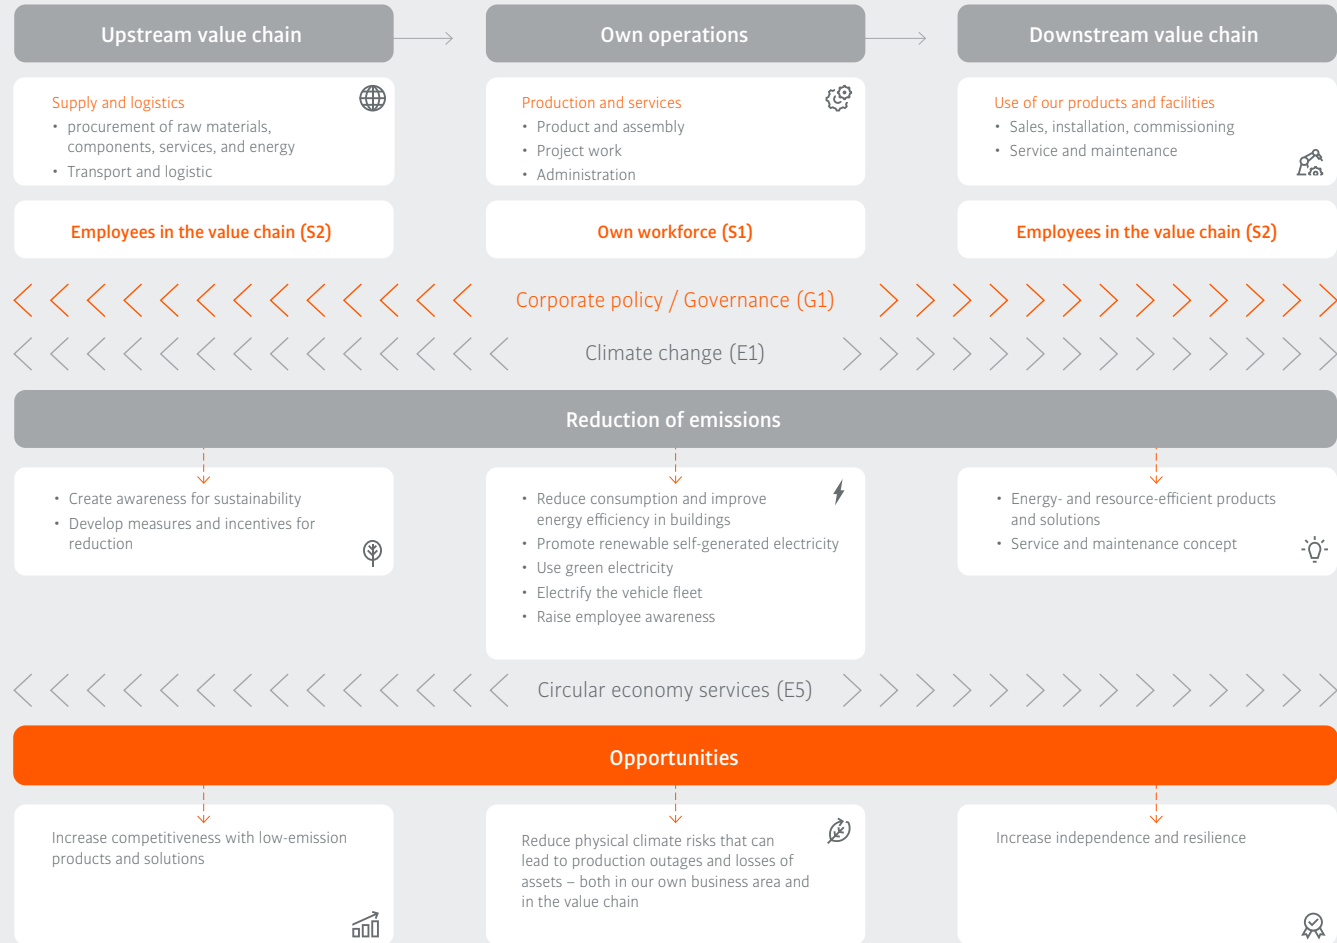 Upstream value chain
Own operations
Downstream value chain
Supply and logistics
• procurement of raw materials,
components, services, and energy
• Transport and logistic
Production and services
• Product and assembly
• Project work
• Administration
Use of our products and facilities
• Sales, installation, commissioning
• Service and maintenance
Employees in the value chain (S2)
Own workforce (S1)
Employees in the value chain (S2)
Corporate policy / Governance (G1)
Climate change (E1)
Reduction of emissions
• Create awareness for sustainability
• Develop measures and incentives for
reduction
• Reduce consumption and improve
energy efficiency in buildings
• Promote renewable self-generated electricity
• Use green electricity
• Electrify the vehicle fleet
• Raise employee awareness
• Energy- and resource-efficient products
and solutions
• Service and maintenance concept
Circular economy services (E5)
Opportunities
Increase competitiveness with low-emission
products and solutions
Reduce physical climate risks that can
lead to production outages and losses of
assets – both in our own business area and
in the value chain
Increase independence and resilience